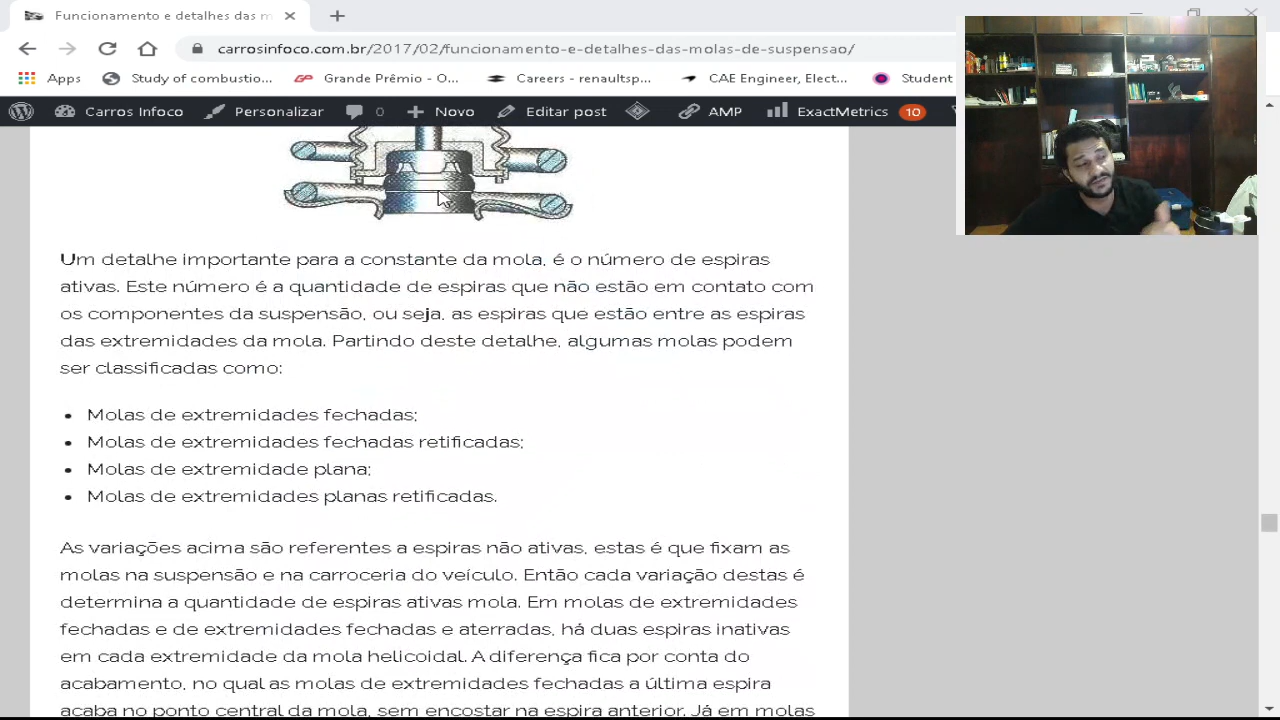 Funcionamento e detalhes das m
carrosinfoco.com.br/2017/02/funcionamento-e-detalhes-das-molas-de-suspensao/
Apps Study of combustio... Grande Prêmio - O... Careers - renaultsp... CAE Engineer, Elect... Student
Carros Infoco Personalizar 0 Novo Editar post AMP ExactMetrics 10
Um detalhe importante para a constante da mola, é o número de espiras
ativas. Este número é a quantidade de espiras que não estão em contato com
os componentes da suspensão, ou seja, as espiras que estão entre as espiras
das extremidades da mola. Partindo deste detalhe, algumas molas podem
ser classificadas como:
• Molas de extremidades fechadas;
• Molas de extremidades fechadas retificadas;
• Molas de extremidade plana;
• Molas de extremidades planas retificadas.
As variações acima são referentes a espiras não ativas, estas é que fixam as
molas na suspensão e na carroceria do veículo. Então cada variação destas é
determina a quantidade de espiras ativas mola. Em molas de extremidades
fechadas e de extremidades fechadas e aterradas, há duas espiras inativas
em cada extremidade da mola helicoidal. A diferença fica por conta do
acabamento, no qual as molas de extremidades fechadas a última espira
acaba no ponto central da mola, sem encostar na espira anterior. Já em molas